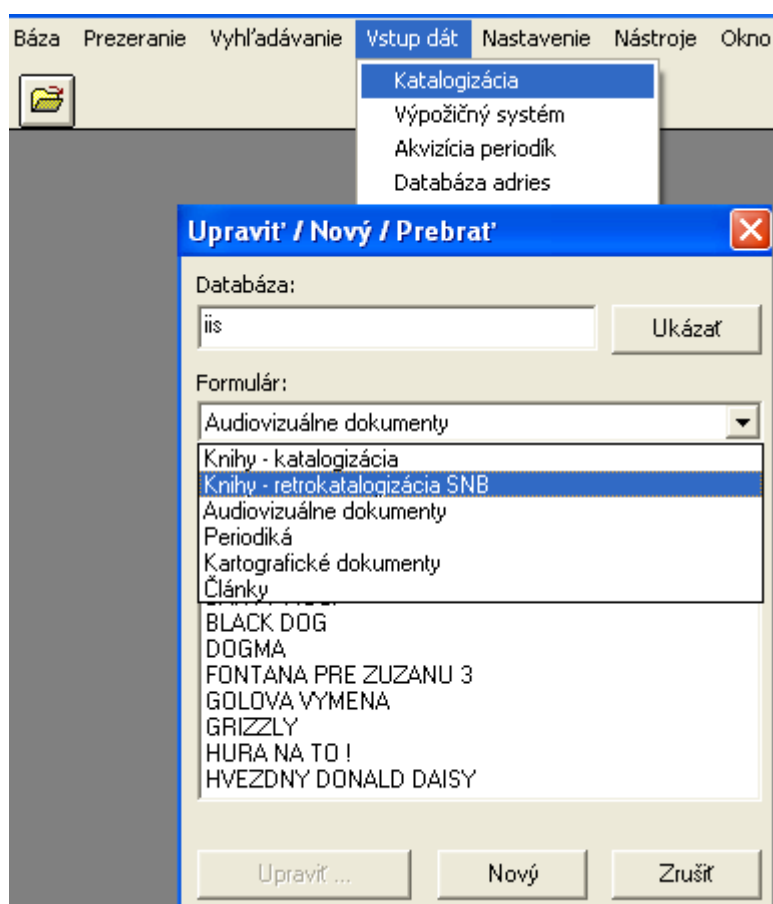 Báza Prezeranie Vyhľadávanie Vstup dát Nastavenie Nástroje Okno
Katalogizácia
Výpožičný systém
Akvizícia periodík
Databáza adries
Upraviť / Nový / Prebrať
Databáza:
iis
Ukázať
Formulár:
Audiovizuálne dokumenty
Knihy - katalogizácia
Knihy - retrokatalogizácia SNB
Audiovizuálne dokumenty
Periodiká
Kartografické dokumenty
Články
BLACK DOG
DOGMA
FONTANA PRE ZUZANU 3
GOLOVA VYMENA
GRIZZLY
HURA NA TO !
HVEZDNY DONALD DAISY
Upraviť ... Nový Zrušiť